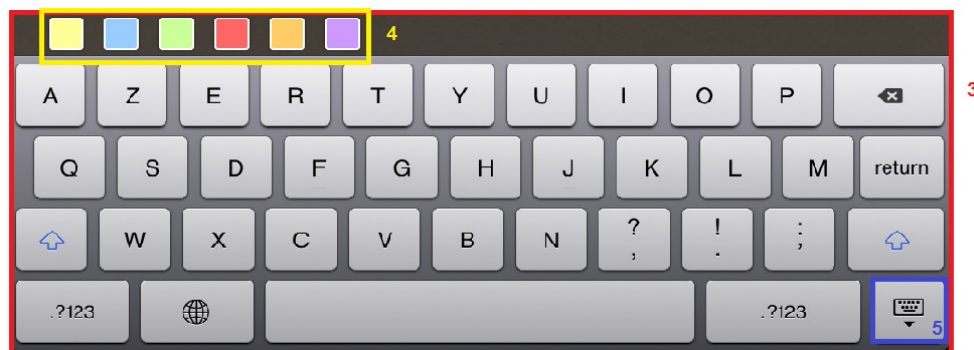 4
A Z E R T Y U I O P
3
Q S D F G H J K L M return
W X C V B N ? , ! . : ;
.?123 .?123
5